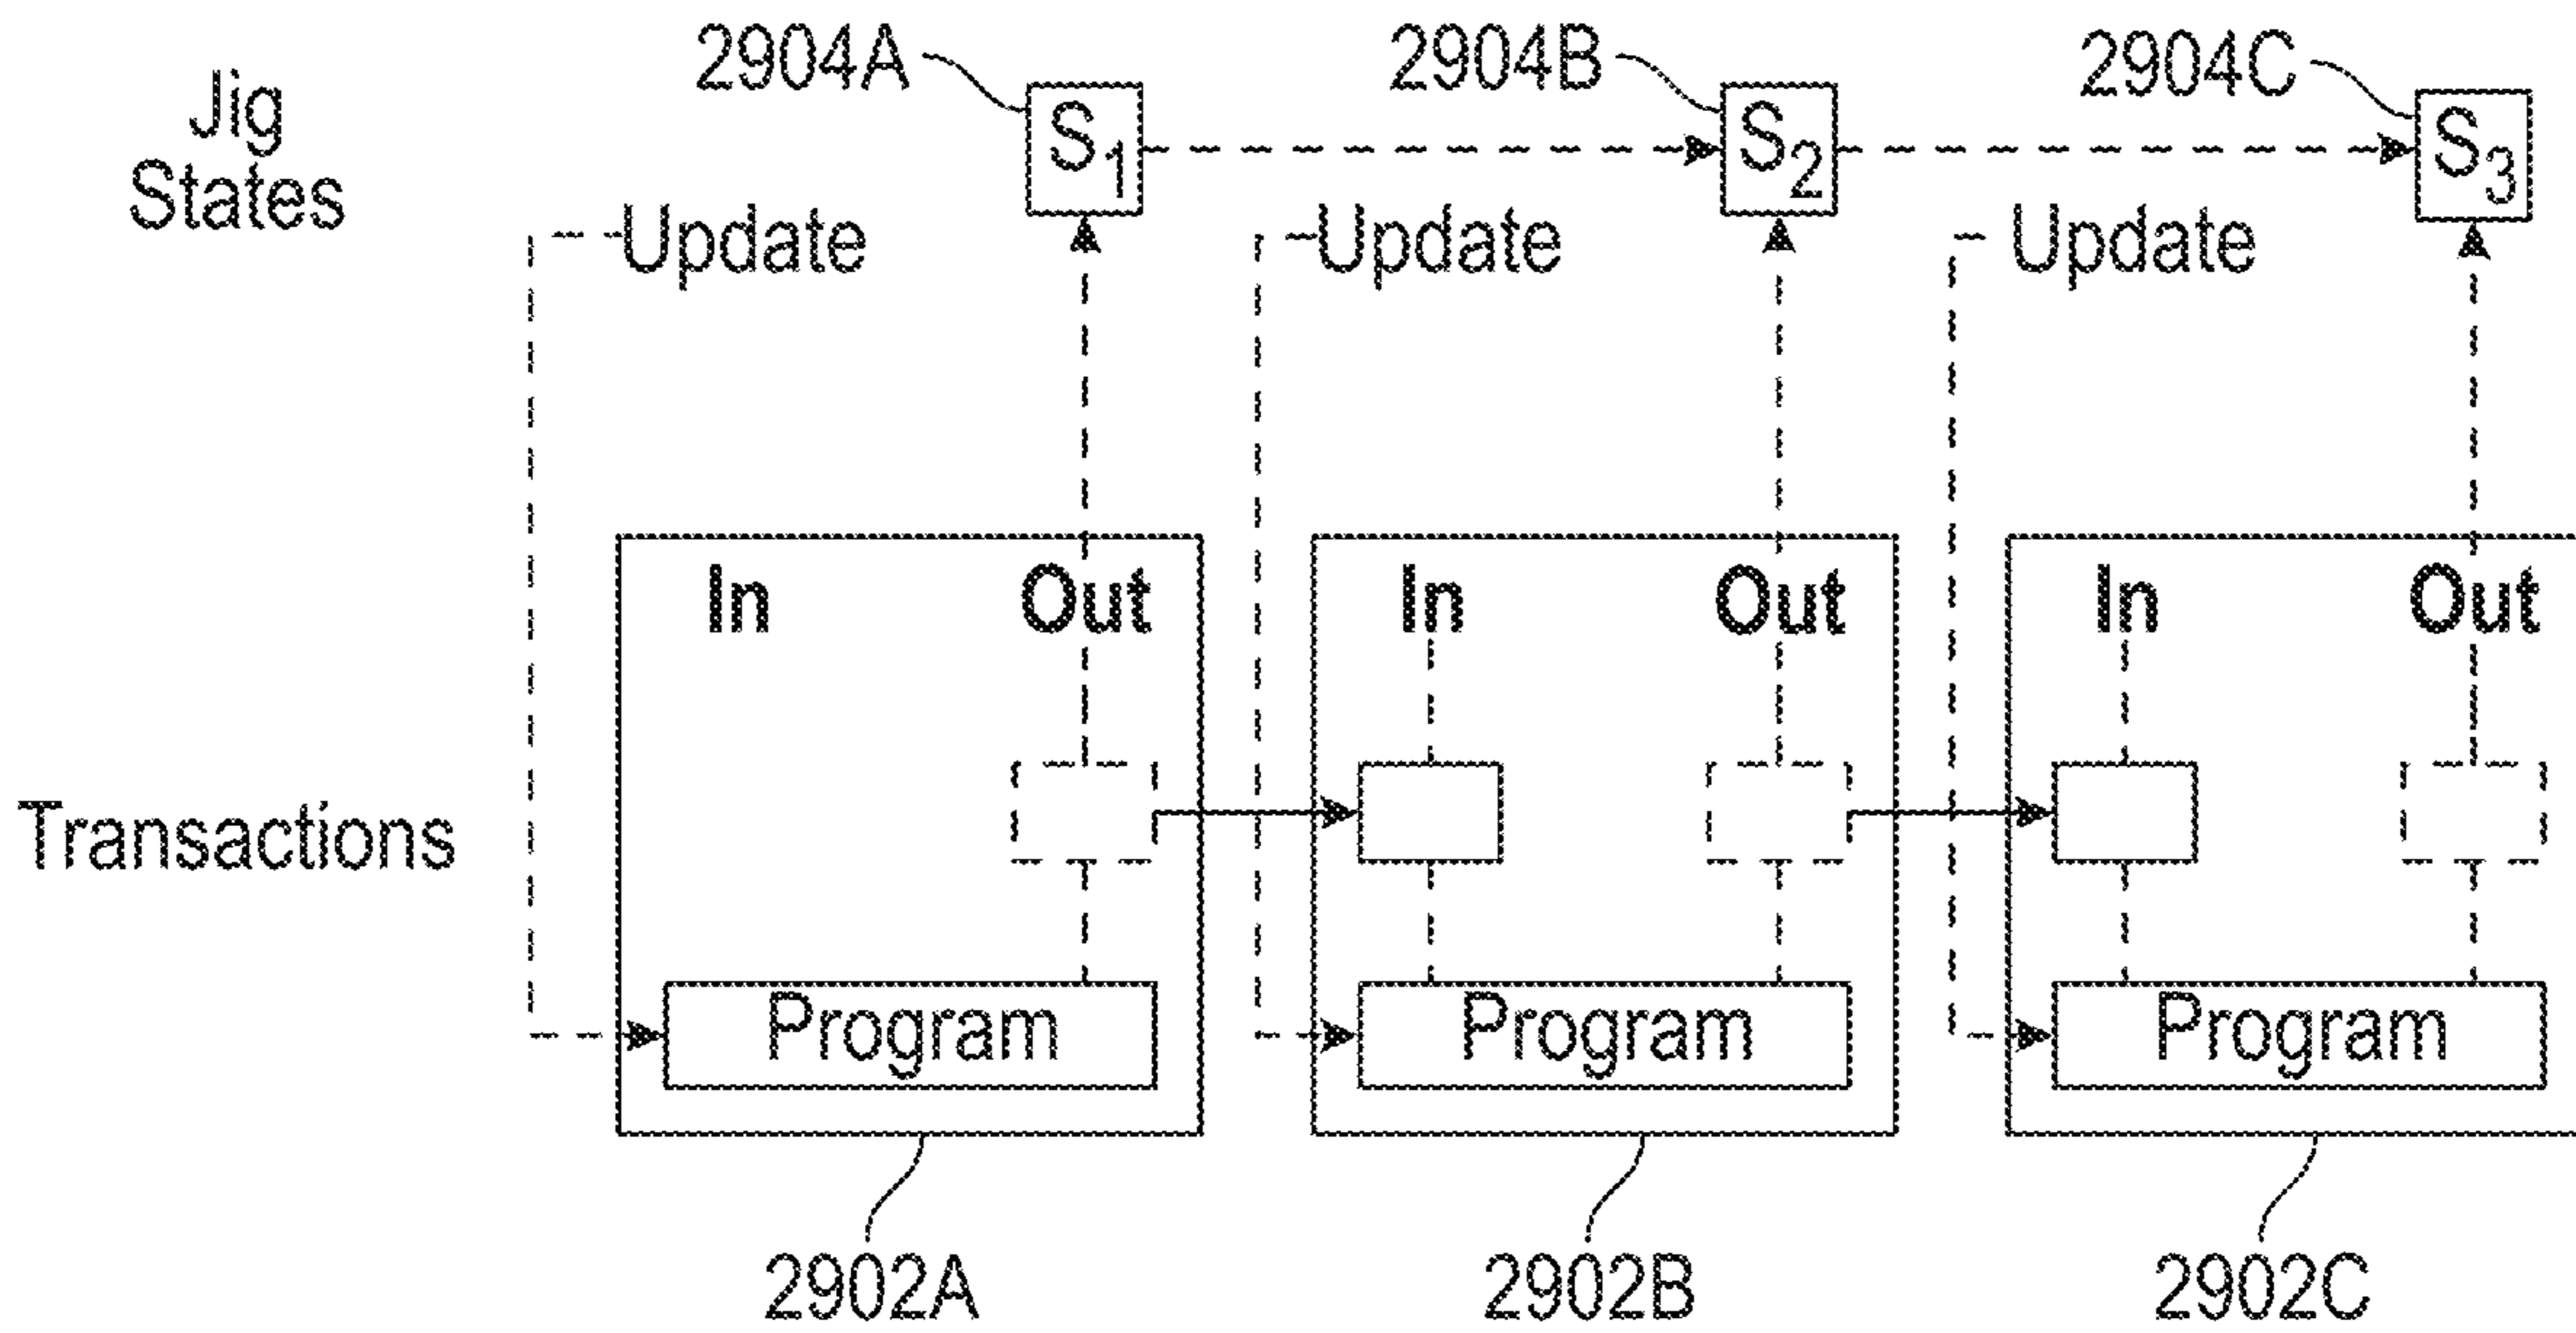 2904A
2904B
2904C
Jig
States
S1
S2
S3
Update
Update
Update
In
Out
In
Out
In
Out
Transactions
Program
Program
Program
2902A
2902B
2902C